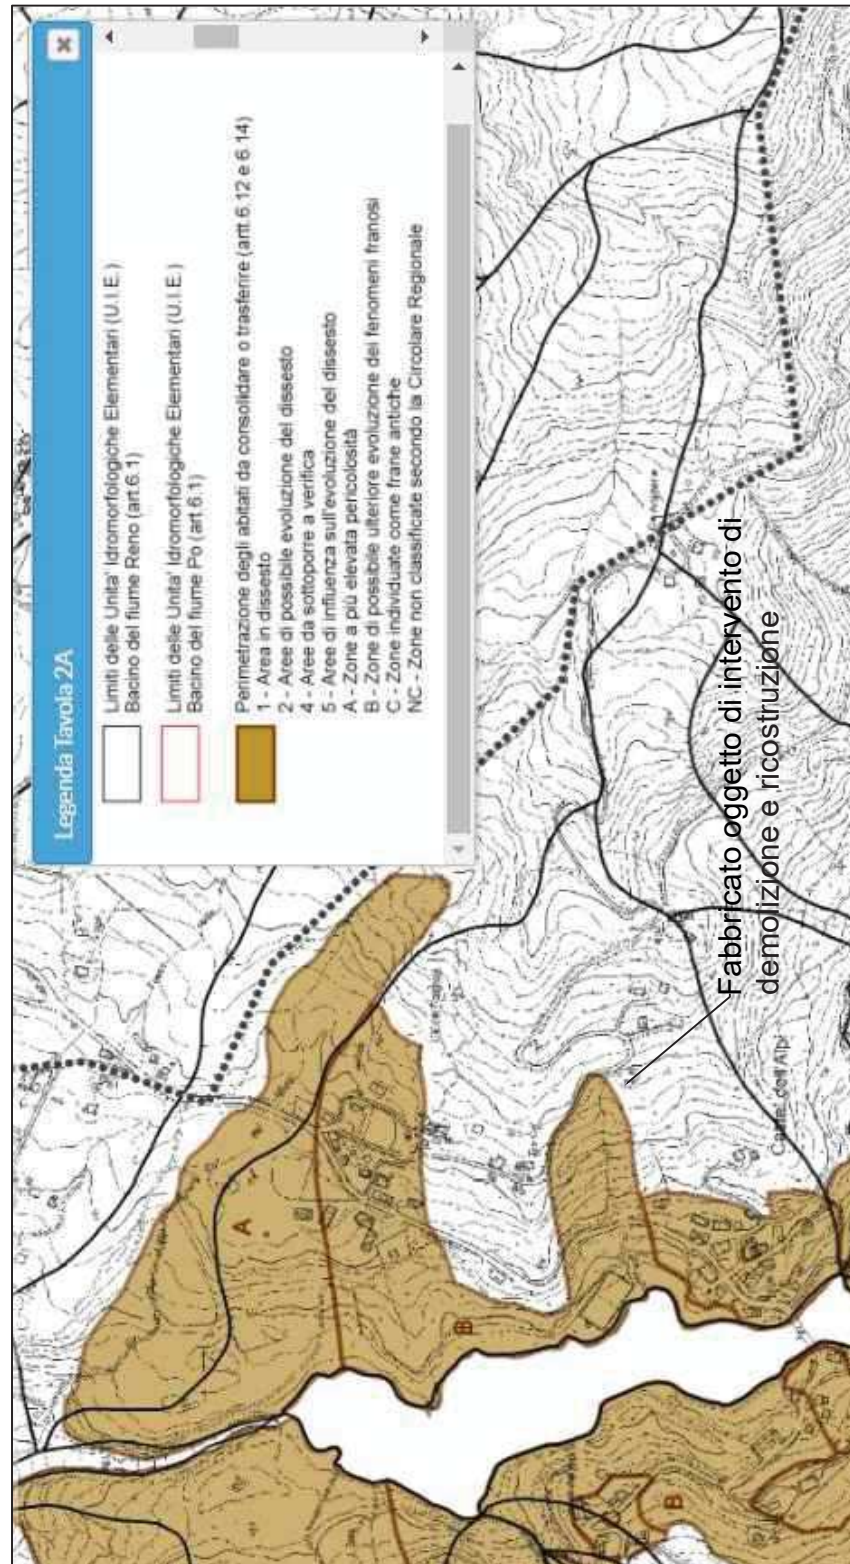 Legenda Tavola 2A
Limiti delle Unita' Idromorfologiche Elementari (U.I.E.)
Bacino del fiume Reno (art.6.1)
Limiti delle Unita' Idromorfologiche Elementari (U.I.E.)
Bacino del fiume Po (art.6.1)
Perimetrazione degli abitati da consolidare o trasferire (artt.6.12 e 6.14)
1 - Area in dissesto
2 - Aree di possibile evoluzione del dissesto
4 - Aree da sottoporre a verifica
5 - Aree di influenza sull'evoluzione del dissesto
A - Zone a più elevata pericolosità
B - Zone di possibile ulteriore evoluzione dei fenomeni franosi
C - Zone individuate come frane antiche
NC - Zone non classificate secondo la Circolare Regionale
A
B
B
Fabbricato oggetto di intervento di
demolizione e ricostruzione
dell'Alpi